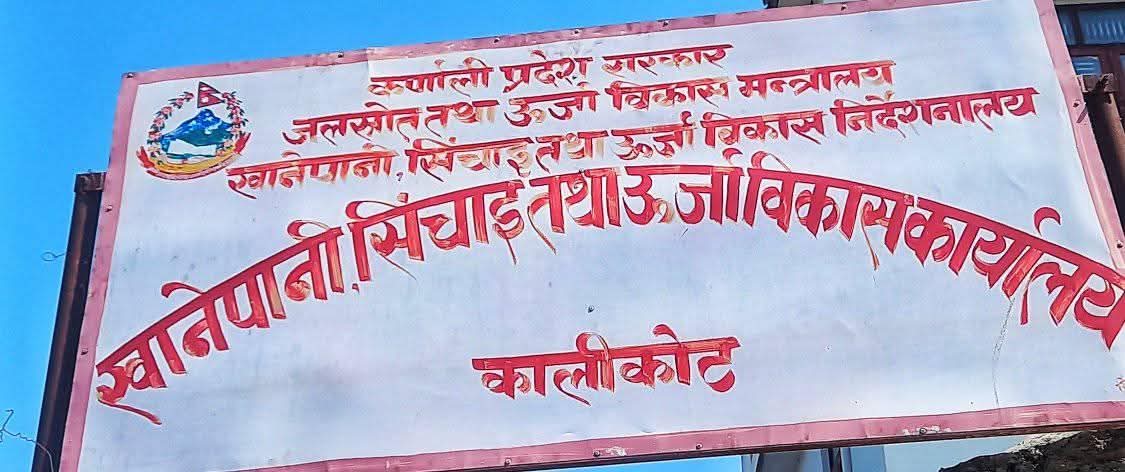 कर्णाली प्रदेश सरकार
जलस्रोत तथा ऊर्जा विकास मन्त्रालय
खानेपानी, सिंचाइ तथा ऊर्जा विकास निर्देशनालय
खानेपानी, सिंचाइ तथा ऊर्जा विकास कार्यालय
कालीकोट